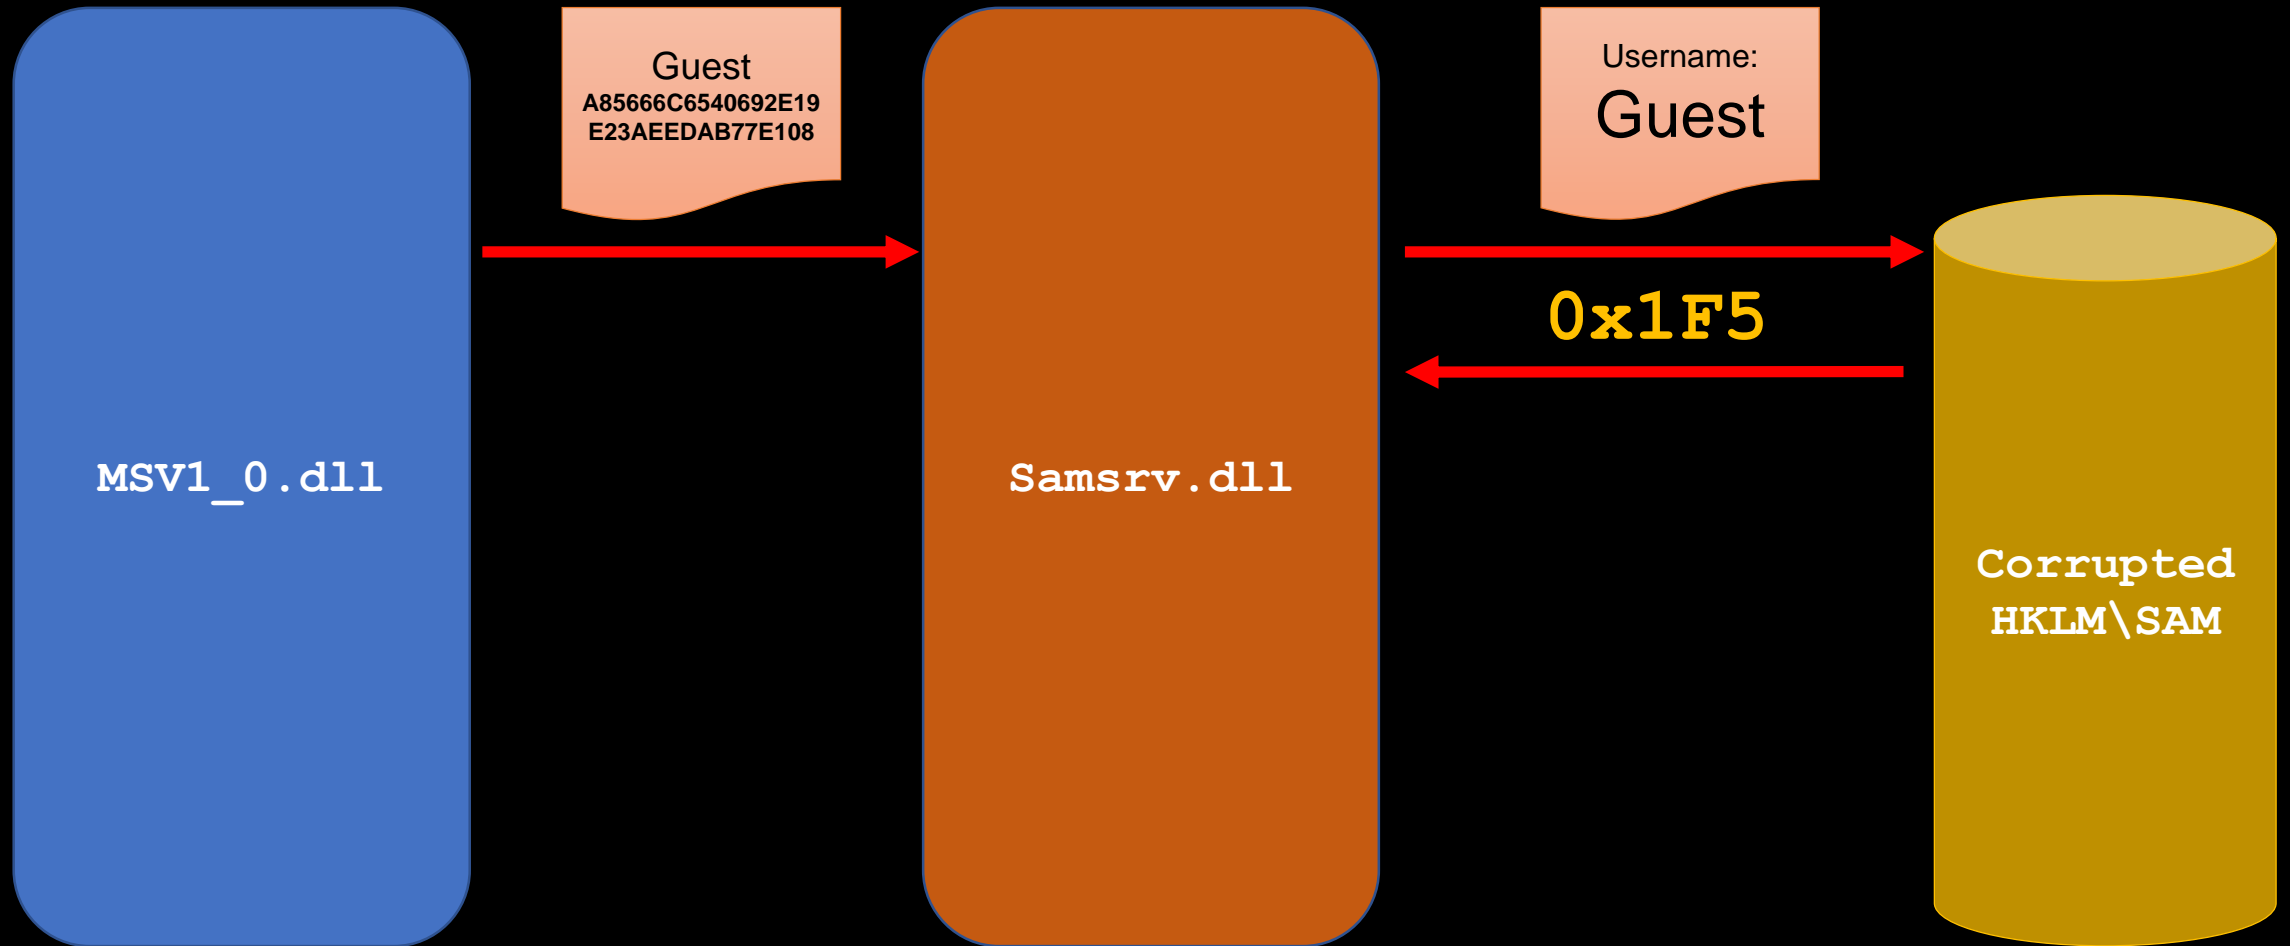 Guest
A85666C6540692E19
E23AEEDAB77E108
Username:
Guest
0x1F5
MSV1_0.dll
Samsrv.dll
Corrupted
HKLM\SAM